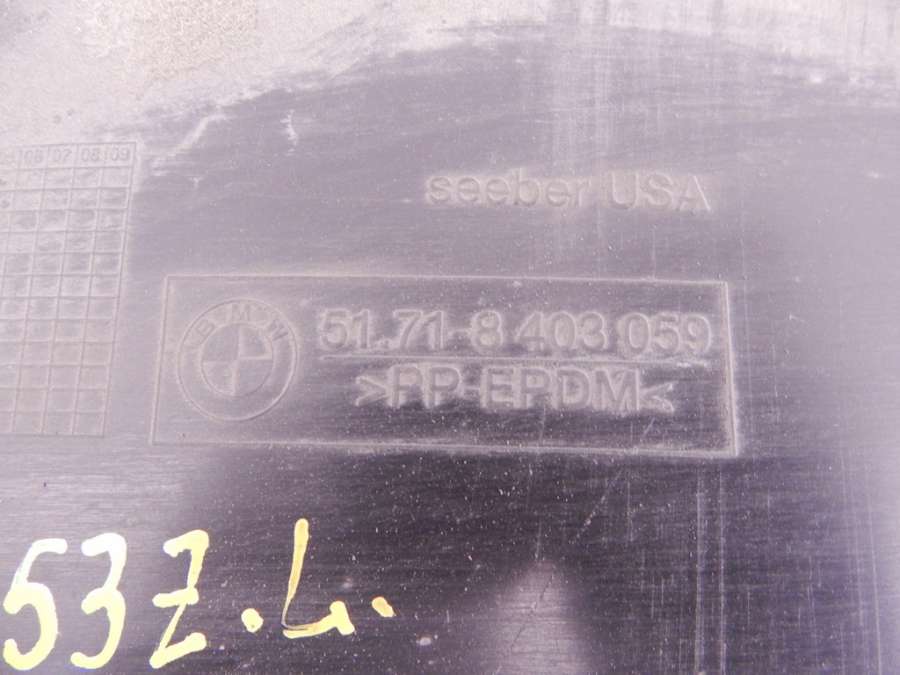 06 07 08 09
seeber USA
BMW
51.71-8 403 059
>PP-EPDM<
53Z.L.